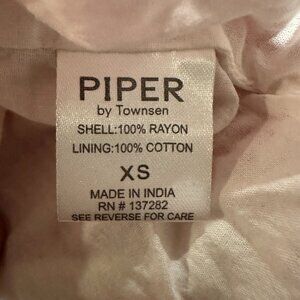 PIPER
by Townsen
SHELL:100% RAYON
LINING:100% COTTON
XS
MADE IN INDIA
RN # 137282
SEE REVERSE FOR CARE